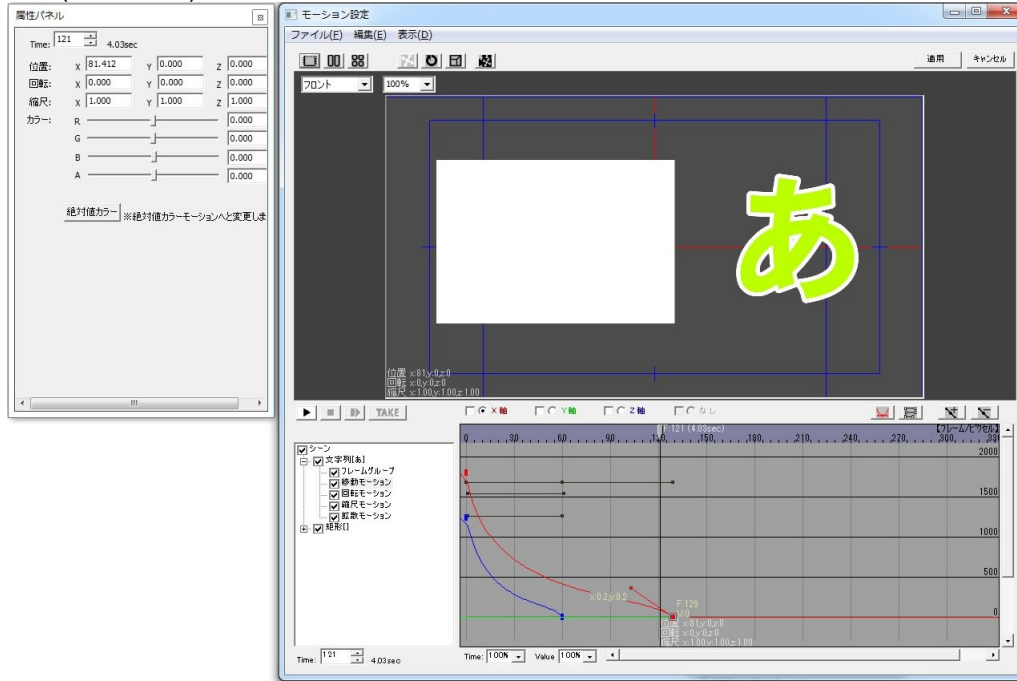 属性パネル
Time: 121 4.03sec
位置: X 81.412 Y 0.000 Z 0.000
回転: X 0.000 Y 0.000 Z 0.000
縮尺: X 1.000 Y 1.000 Z 1.000
カラー: R 0.000
G 0.000
B 0.000
A 0.000
絶対値カラー ※絶対値カラーモーションへと変更しま
モーション設定
ファイル(F) 編集(E) 表示(D)
適用 キャンセル
フロント 100%
あ
位置 x:81,y:0,z:0
回転 x:0,y:0,z:0
縮尺 x:1.00,y:1.00,z:1.00
TAKE X軸 Y軸 Z軸 なし
シーン
文字列[あ]
フレームグループ
移動モーション
回転モーション
縮尺モーション
拡散モーション
矩形[]
F:121 (4.03sec) 【フレーム/ピクセル】
0 30 60 90 120 150 180 210 240 270 300 330
2000
1500
1000
500
0
x:0.2,y:0.2
F:129
V:0
位置 x:81,y:0,z:0
回転 x:0,y:0,z:0
縮尺 x:1.00,y:1.00,z:1.00
Time: 121 4.03sec Time: 100% Value 100%